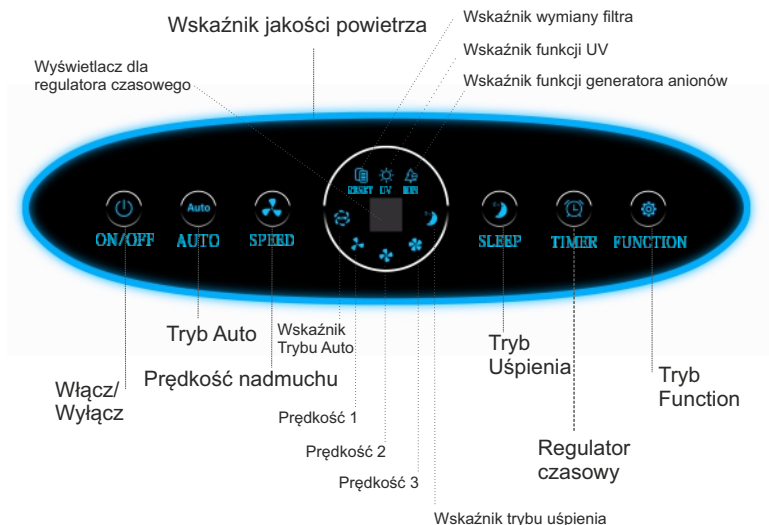 Wskaźnik jakości powietrza
Wskaźnik wymiany filtra
Wskaźnik funkcji UV
Wskaźnik funkcji generatora anionów
Wyświetlacz dla
regulatora czasowego
RESET UV ION
Auto
ON/OFF AUTO SPEED SLEEP TIMER FUNCTION
Tryb Auto
Wskaźnik
Trybu Auto
Tryb
Uśpienia
Włącz/
Wyłącz
Prędkość nadmuchu
Tryb
Function
Prędkość 1
Prędkość 2
Prędkość 3
Regulator
czasowy
Wskaźnik trybu uśpienia